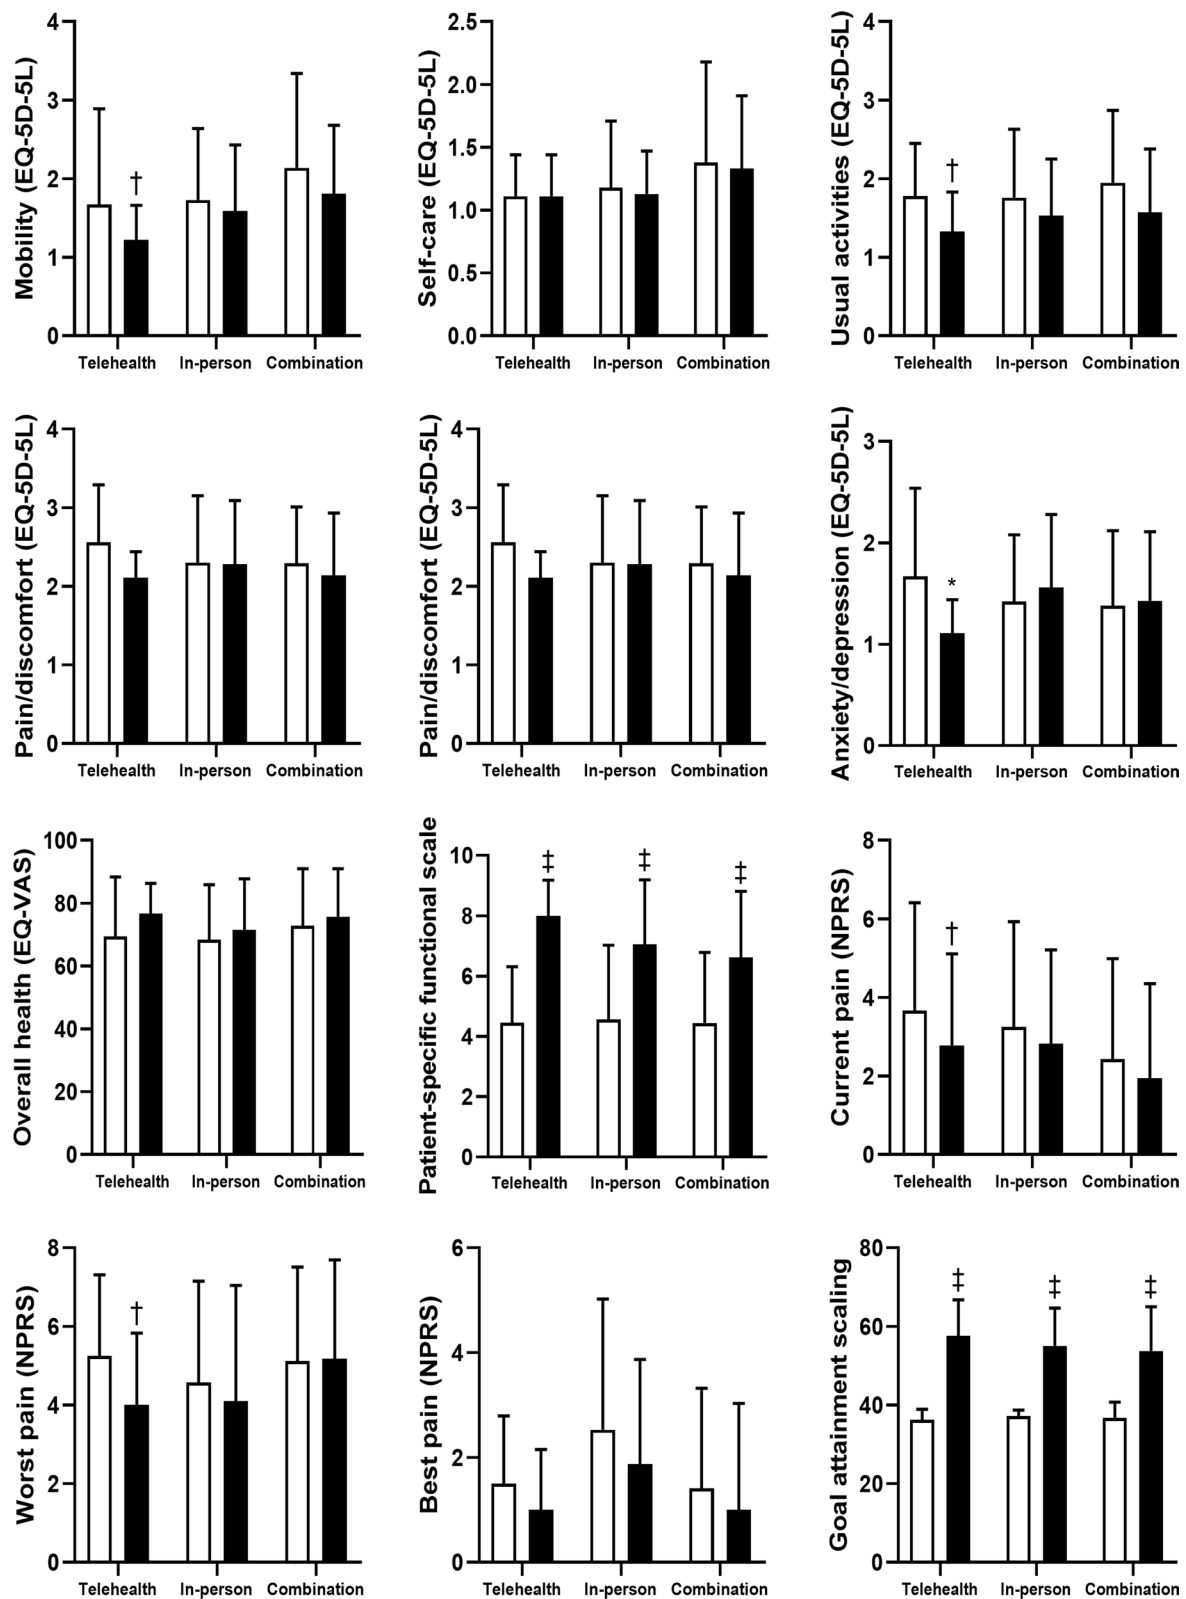 Mobility (EQ-5D-5L)
4
3
2
1
0
†
Telehealth In-person Combination
Self-care (EQ-5D-5L)
2.5
2.0
1.5
1.0
0.5
0.0
Telehealth In-person Combination
Usual activities (EQ-5D-5L)
4
3
2
1
0
†
Telehealth In-person Combination
Pain/discomfort (EQ-5D-5L)
4
3
2
1
0
Telehealth In-person Combination
Pain/discomfort (EQ-5D-5L)
4
3
2
1
0
Telehealth In-person Combination
Anxiety/depression (EQ-5D-5L)
3
2
1
0
*
Telehealth In-person Combination
Overall health (EQ-VAS)
100
80
60
40
20
0
Telehealth In-person Combination
Patient-specific functional scale
10
8
6
4
2
0
‡ ‡ ‡
Telehealth In-person Combination
Current pain (NPRS)
8
6
4
2
0
†
Telehealth In-person Combination
Worst pain (NPRS)
8
6
4
2
0
†
Telehealth In-person Combination
Best pain (NPRS)
6
4
2
0
Telehealth In-person Combination
Goal attainment scaling
80
60
40
20
0
‡ ‡ ‡
Telehealth In-person Combination